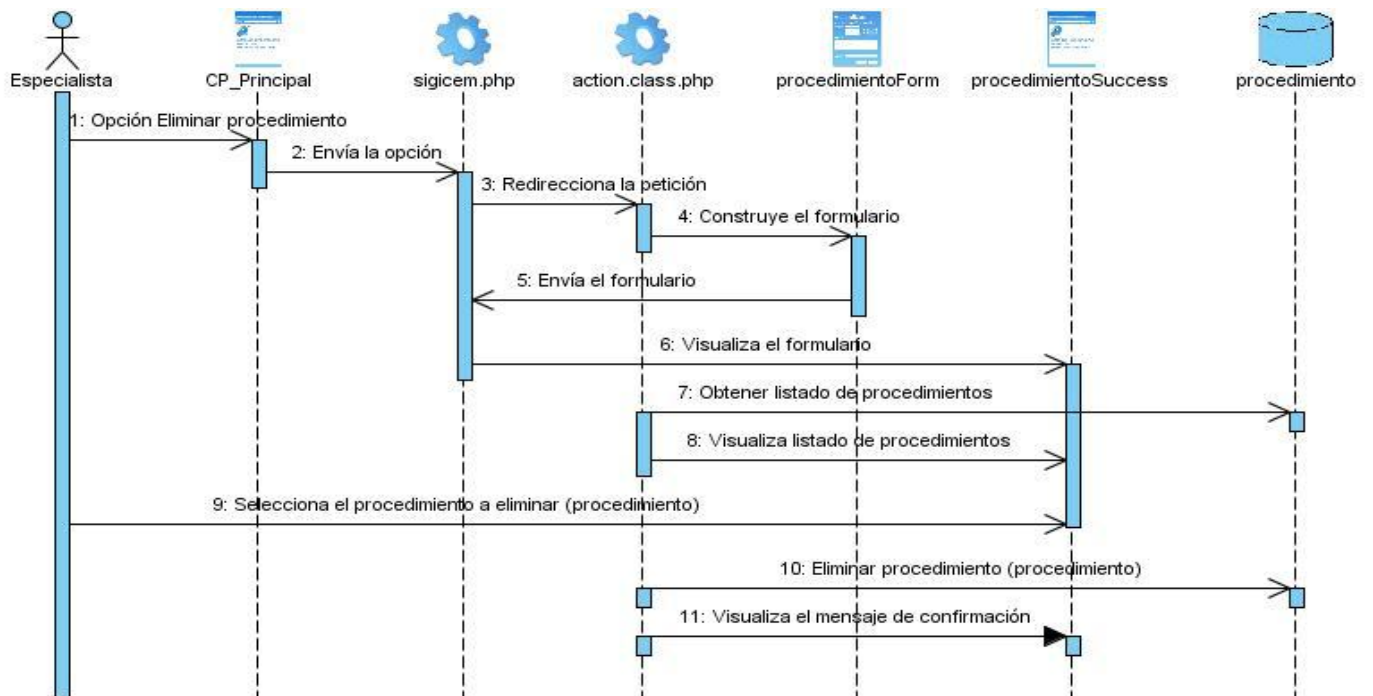 Especialista
CP_Principal
sigicem.php
action.class.php
procedimientoForm
procedimientoSuccess
procedimiento
1: Opción Eliminar procedimiento
2: Envía la opción
3: Redirecciona la petición
4: Construye el formulario
5: Envía el formulario
6: Visualiza el formulario
7: Obtener listado de procedimientos
8: Visualiza listado de procedimientos
9: Selecciona el procedimiento a eliminar (procedimiento)
10: Eliminar procedimiento (procedimiento)
11: Visualiza el mensaje de confirmación